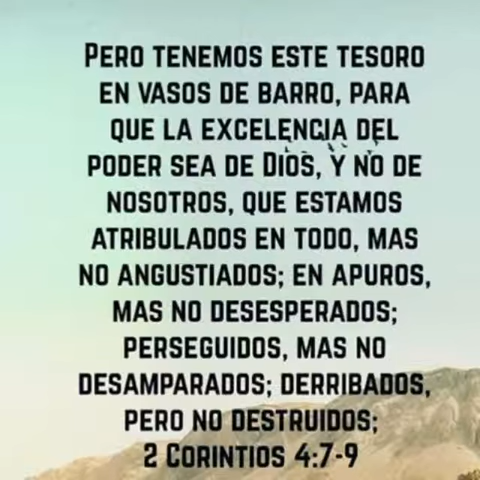 Pero tenemos este tesoro
en vasos de barro, para
que la excelencia del
poder sea de Dios, y no de
nosotros, que estamos
atribulados en todo, mas
no angustiados; en apuros,
mas no desesperados;
perseguidos, mas no
desamparados; derribados,
pero no destruidos;
2 Corintios 4:7-9